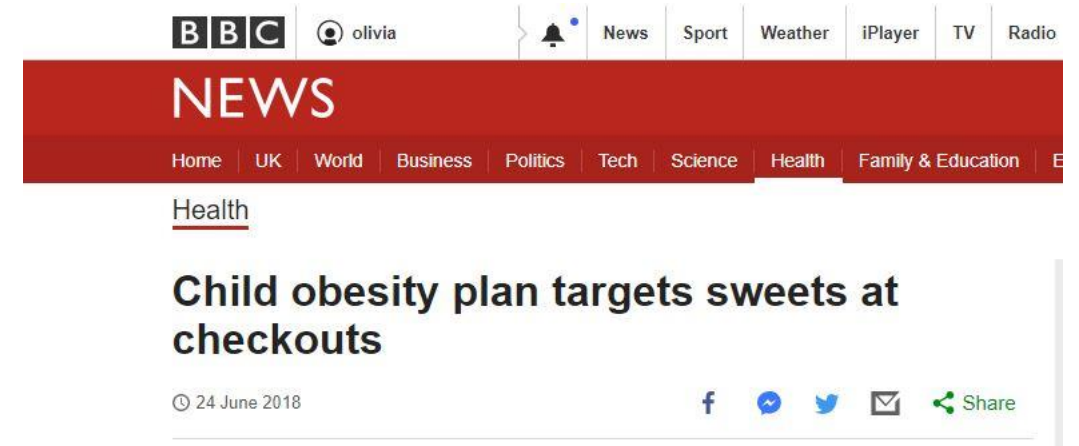 BBC olivia News Sport Weather iPlayer TV Radio
NEWS
Home UK World Business Politics Tech Science Health Family & Education E
Health
Child obesity plan targets sweets at
checkouts
24 June 2018 f Share